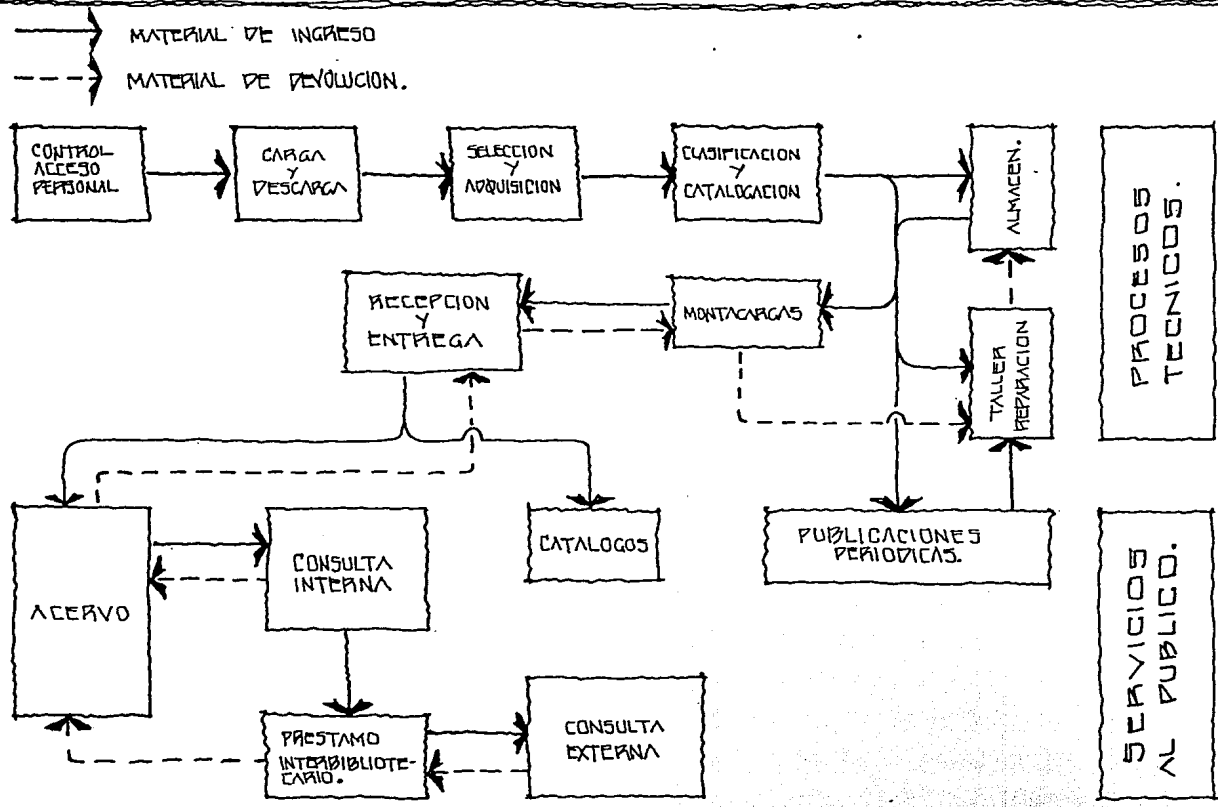 MATERIAL DE INGRESO
MATERIAL DE DEVOLUCION.
CONTROL
ACCESO
PERSONAL
CARGA
Y
DESCARGA
SELECCION
Y
ADQUISICION
CLASIFICACION
Y
CATALOGACION
ALMACEN.
PROCESOS
TECNICOS.
RECEPCION
Y
ENTREGA
MONTACARGAS
TALLER
REPARACION
ACERVO
CONSULTA
INTERNA
CATALOGOS
PUBLICACIONES
PERIODICAS.
SERVICIOS
AL PUBLICO.
PRESTAMO
INTERBIBLIOTE-
CARIO.
CONSULTA
EXTERNA